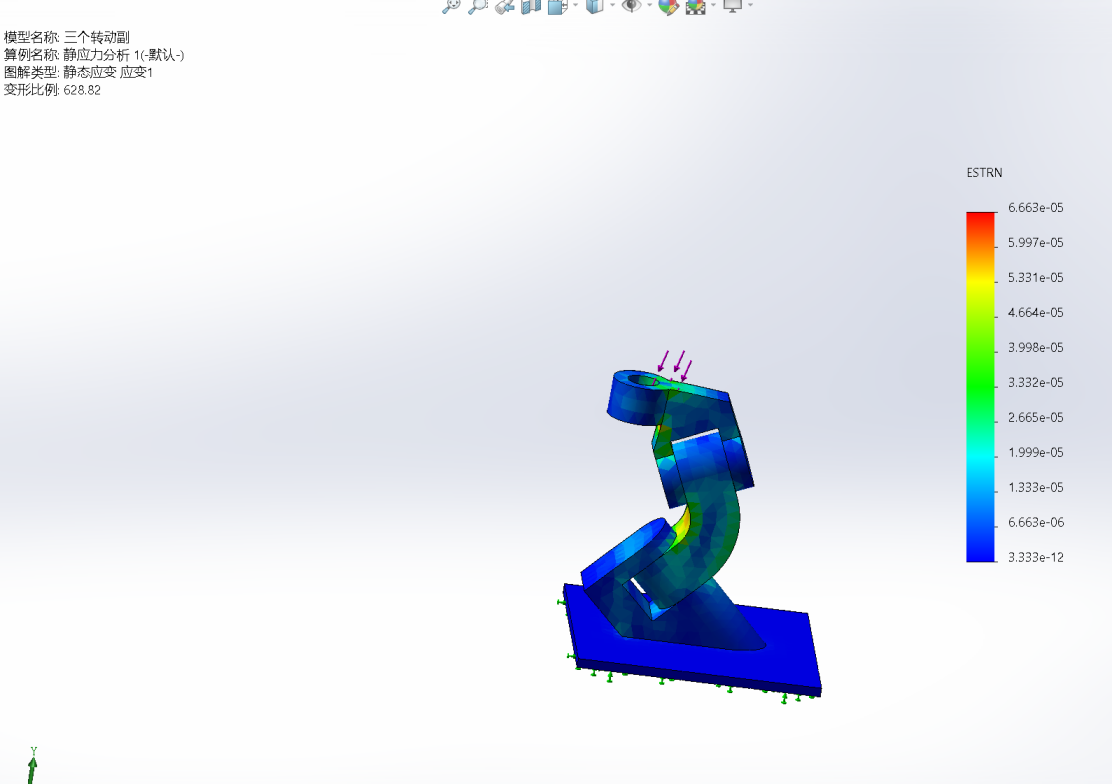 模型名称: 三个转动副
算例名称: 静应力分析 1(-默认-)
图解类型: 静态应变 应变1
变形比例: 628.82
ESTRN
6.663e-05
5.997e-05
5.331e-05
4.664e-05
3.998e-05
3.332e-05
2.665e-05
1.999e-05
1.333e-05
6.663e-06
3.333e-12
Y